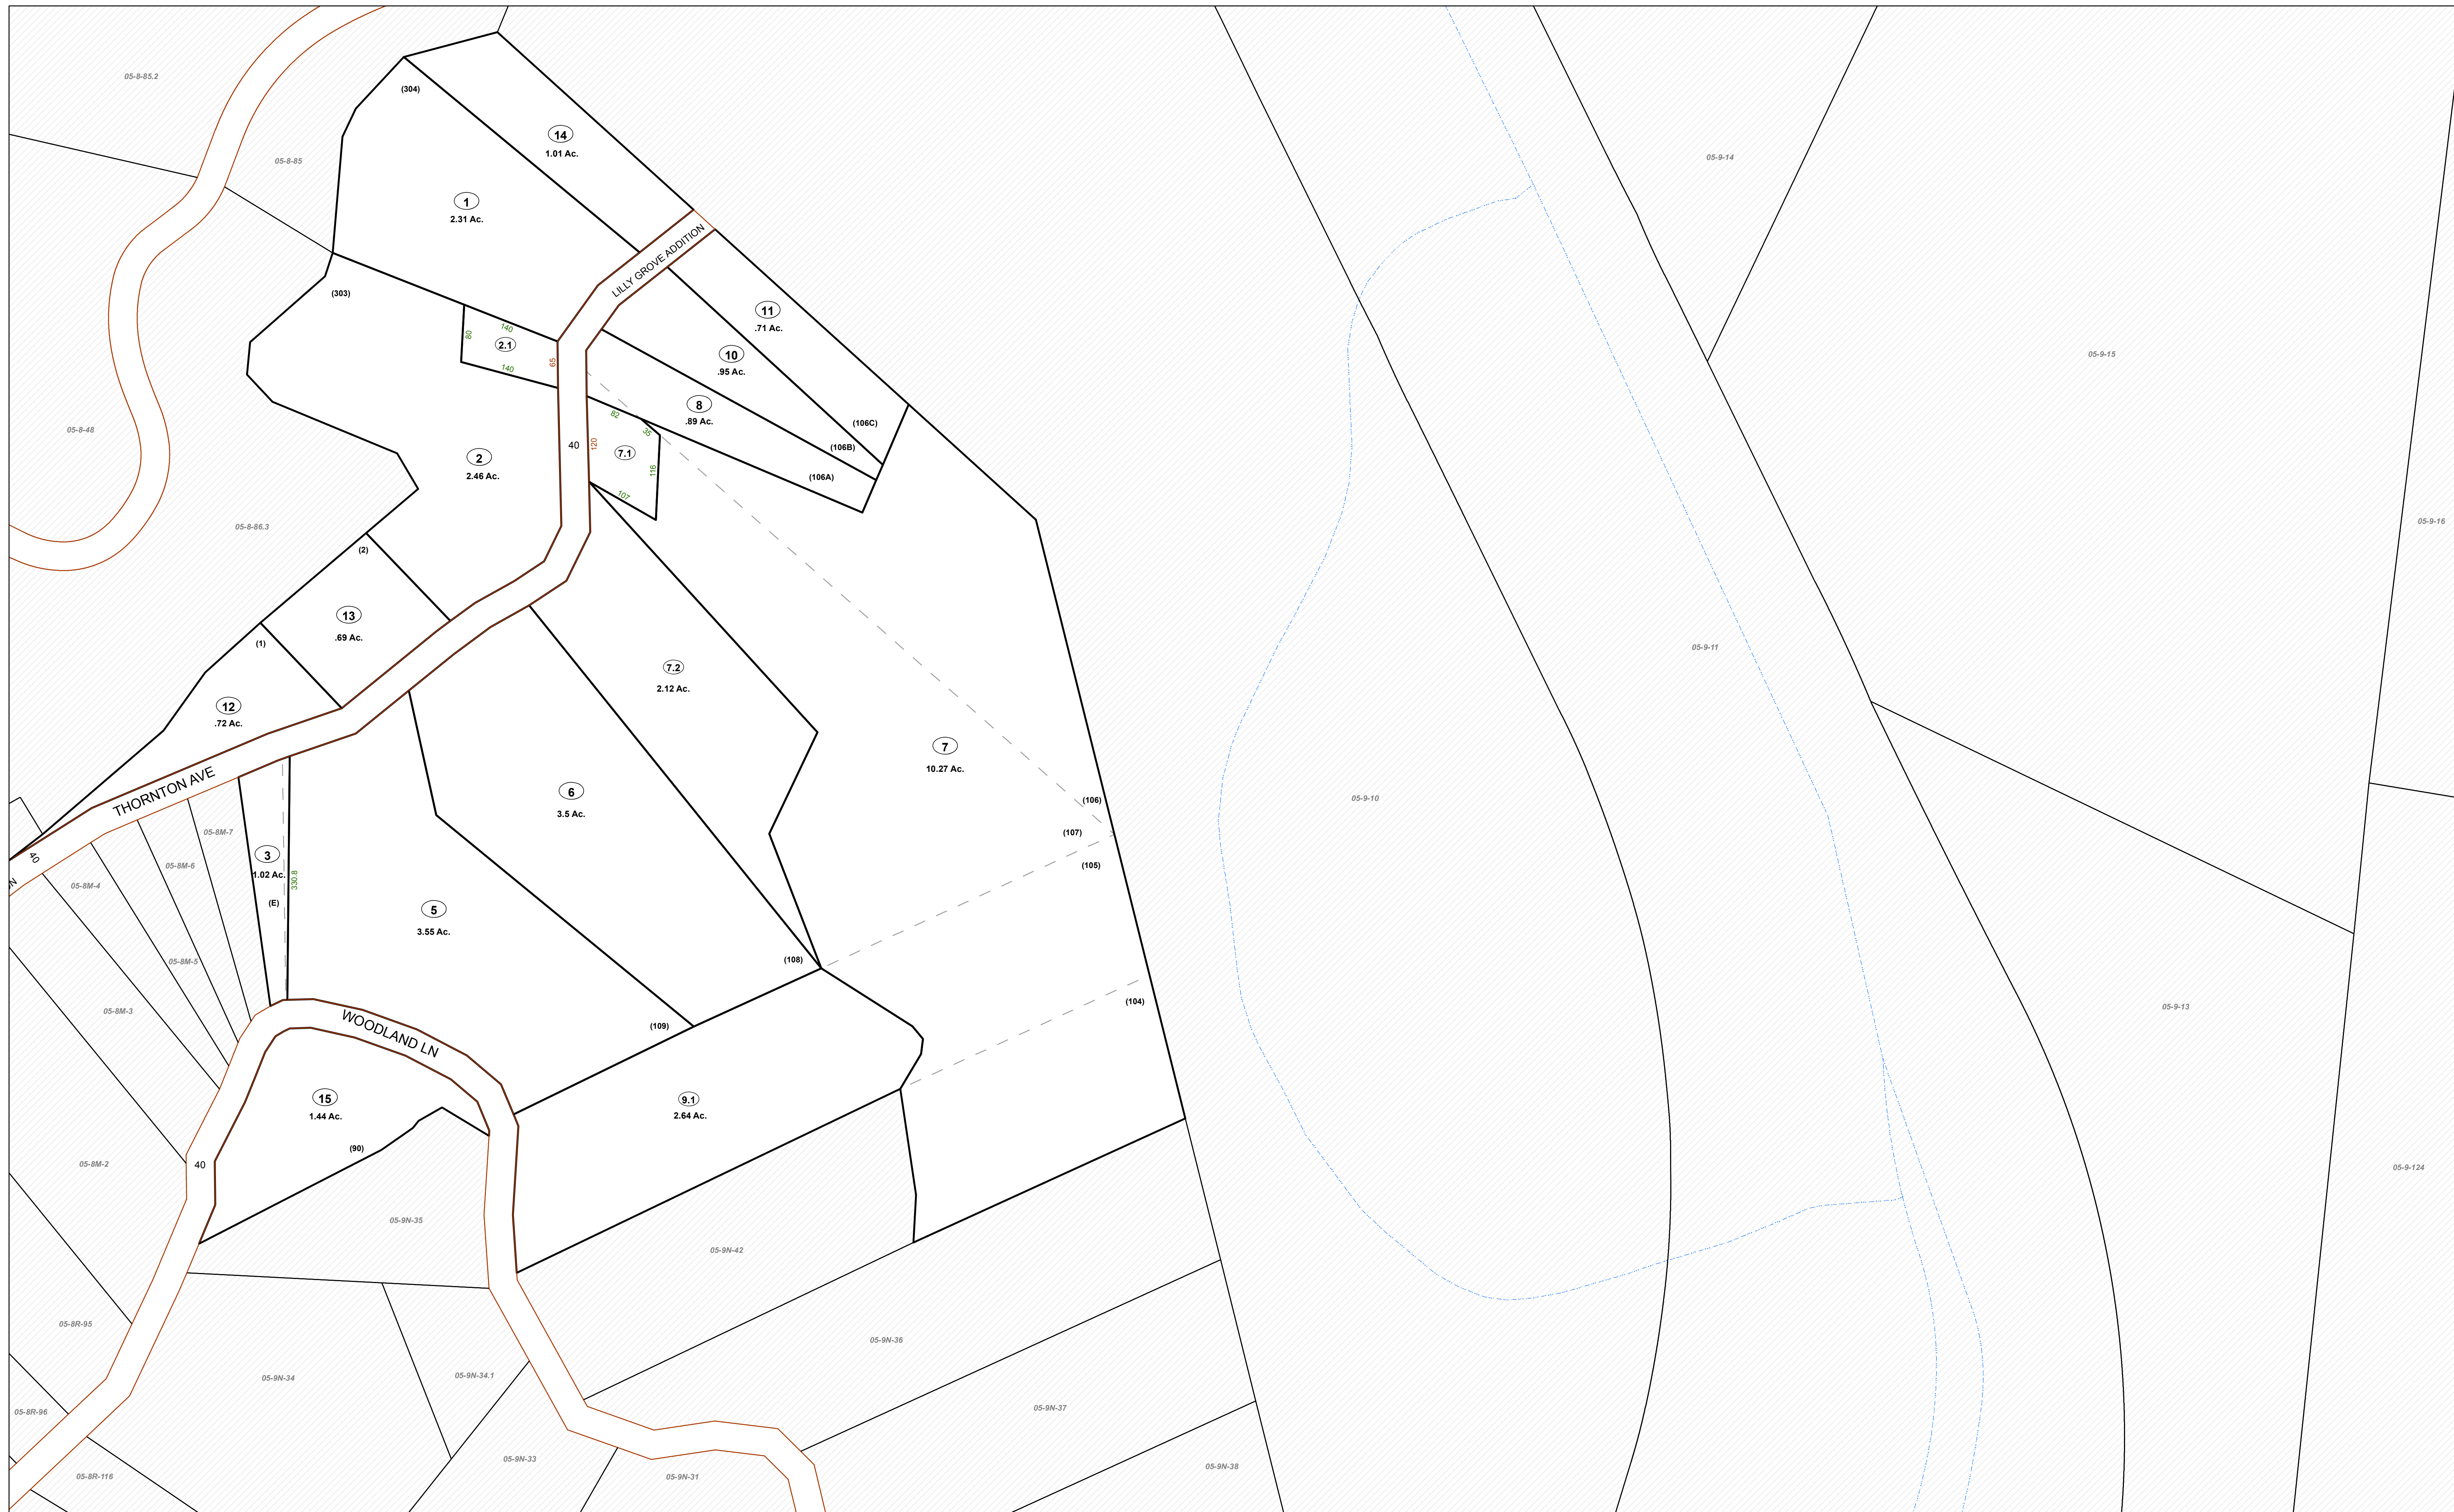 05-8-85.2
(304)
14
1.01 Ac.
05-9-14
05-8-85
1
2.31 Ac.
LILLY GROVE ADDITION
(303)
11
.71 Ac.
140
80
2.1
65
10
.95 Ac.
05-9-15
140
8
.89 Ac.
82
35
(106C)
05-8-48
120
40
(106B)
7.1
2
2.46 Ac.
116
(106A)
107
05-8-86.3
05-9-16
(2)
13
.69 Ac.
(1)
05-9-11
7.2
2.12 Ac.
12
.72 Ac.
7
10.27 Ac.
THORNTON AVE
6
3.5 Ac.
(106)
05-9-10
05-8M-7
(107)
40
3
1.02 Ac.
05-8M-6
(105)
330.8
05-8M-4
(E)
5
3.55 Ac.
05-8M-5
(108)
(104)
05-8M-3
WOODLAND LN
(109)
05-9-13
15
1.44 Ac.
9.1
2.64 Ac.
(90)
05-8M-2
40
05-9-124
05-9N-35
05-9N-42
05-8R-95
05-9N-36
05-9N-34
05-9N-34.1
05-8R-96
05-9N-37
05-9N-33
05-9N-38
05-8R-116
05-9N-31